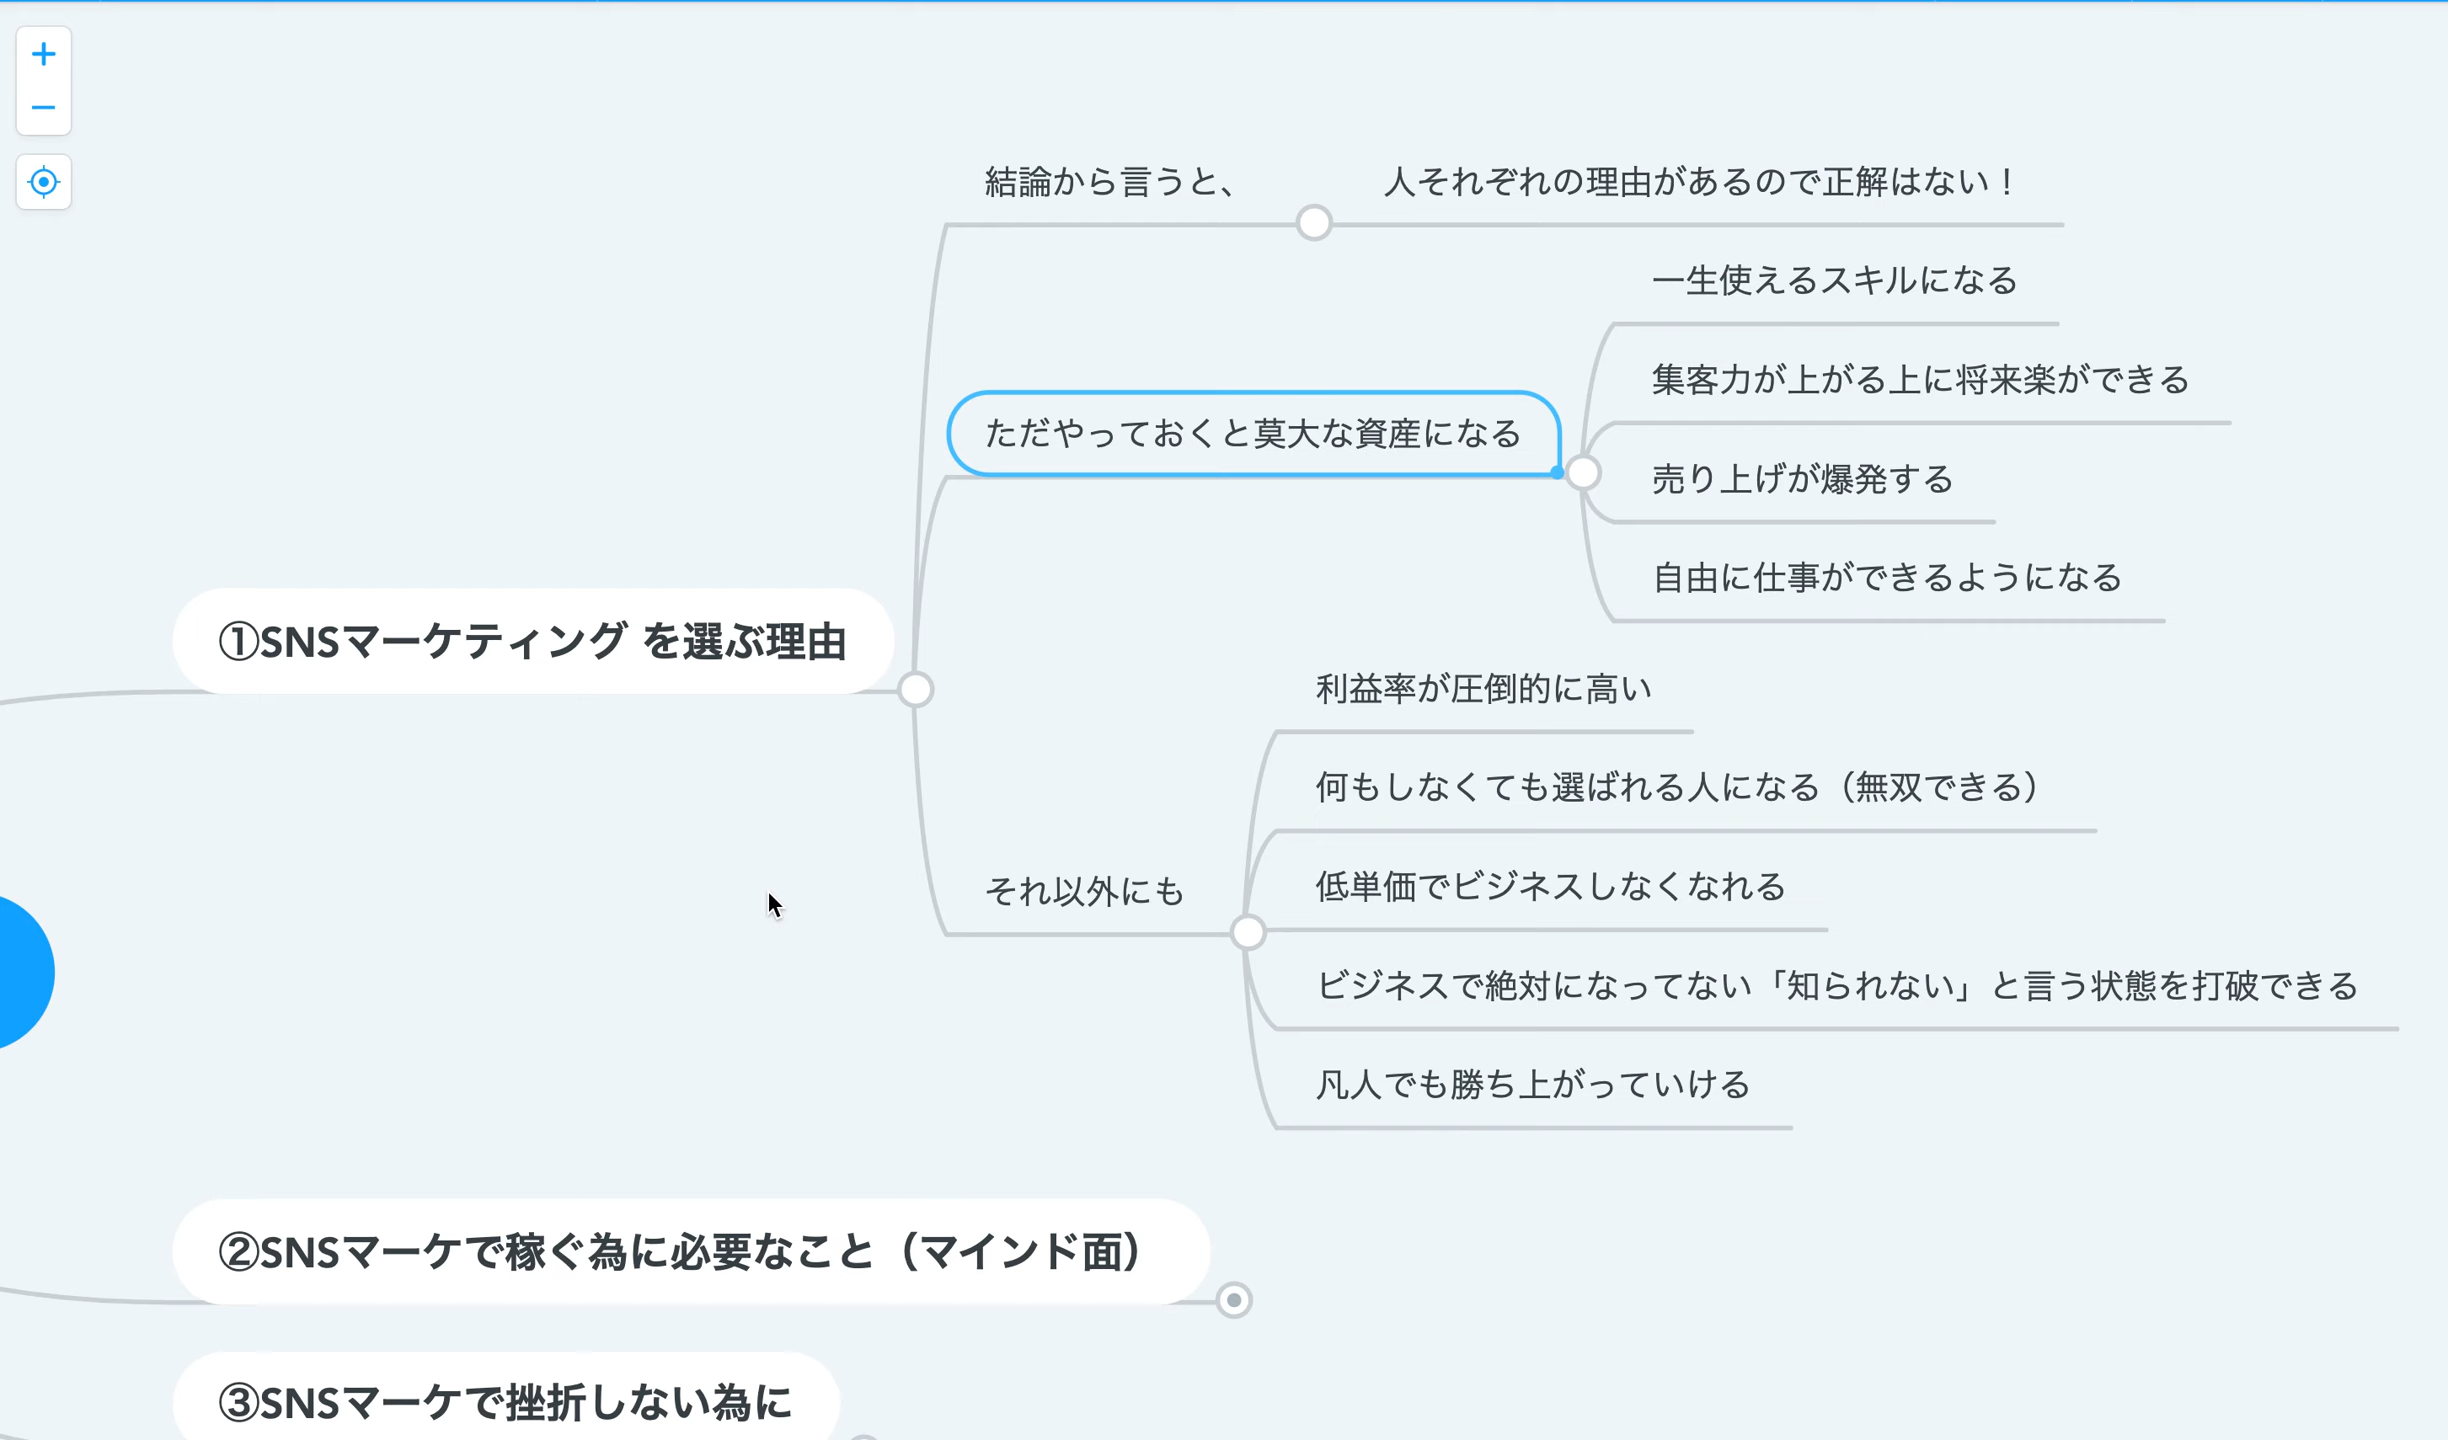 結論から言うと、
人それぞれの理由があるので正解はない！
ただやっておくと莫大な資産になる
一生使えるスキルになる
集客力が上がる上に将来楽ができる
売り上げが爆発する
自由に仕事ができるようになる
①SNSマーケティング を選ぶ理由
それ以外にも
利益率が圧倒的に高い
何もしなくても選ばれる人になる（無双できる）
低単価でビジネスしなくなれる
ビジネスで絶対になってない「知られない」と言う状態を打破できる
凡人でも勝ち上がっていける
②SNSマーケで稼ぐ為に必要なこと（マインド面）
③SNSマーケで挫折しない為に